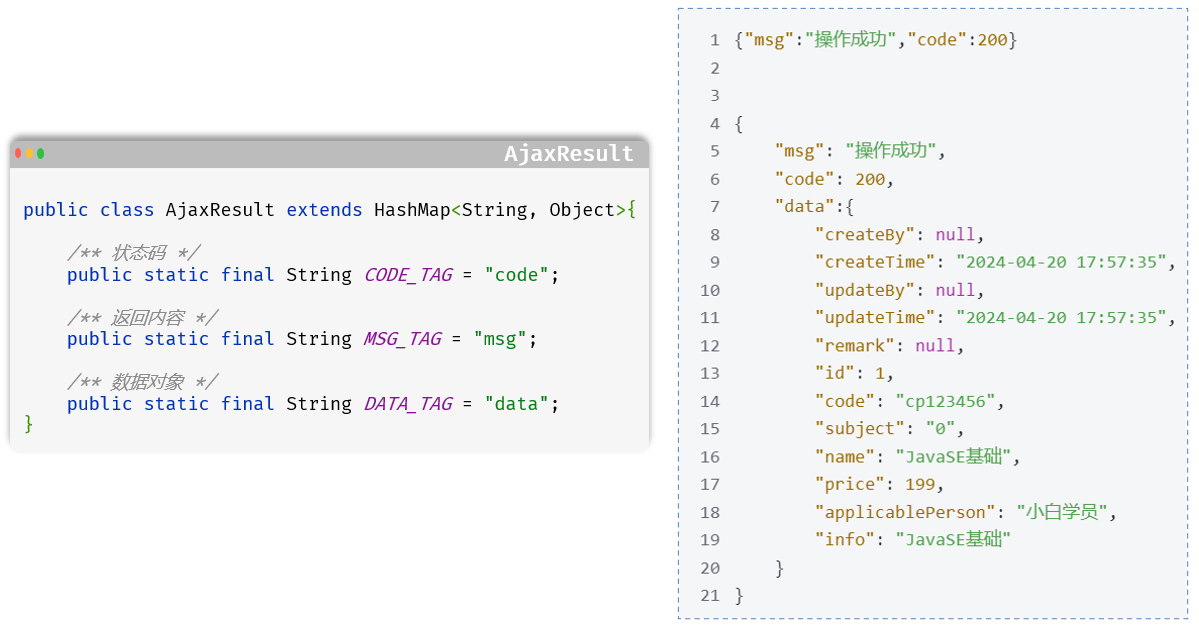 AjaxResult
public class AjaxResult extends HashMap<String, Object>{
/** 状态码 */
public static final String CODE_TAG = "code";
/** 返回内容 */
public static final String MSG_TAG = "msg";
/** 数据对象 */
public static final String DATA_TAG = "data";
}
1 {"msg":"操作成功","code":200}
2
3
4 {
5 "msg": "操作成功",
6 "code": 200,
7 "data":{
8 "createBy": null,
9 "createTime": "2024-04-20 17:57:35",
10 "updateBy": null,
11 "updateTime": "2024-04-20 17:57:35",
12 "remark": null,
13 "id": 1,
14 "code": "cp123456",
15 "subject": "0",
16 "name": "JavaSE基础",
17 "price": 199,
18 "applicablePerson": "小白学员",
19 "info": "JavaSE基础"
20 }
21 }